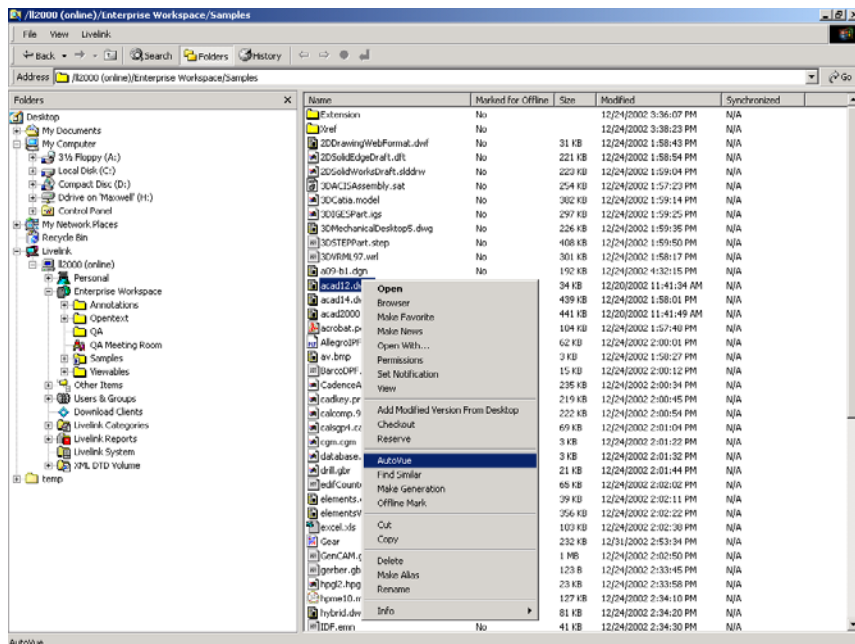 /ll2000 (online)/Enterprise Workspace/Samples
File View Livelink
Back Search Folders History
Address /ll2000 (online)/Enterprise Workspace/Samples Go
Folders
Desktop
My Documents
My Computer
3½ Floppy (A:)
Local Disk (C:)
Compact Disc (D:)
Ddrive on 'Maxwell' (H:)
Control Panel
My Network Places
Recycle Bin
Livelink
ll2000 (online)
Personal
Enterprise Workspace
Annotations
Opentext
QA
QA Meeting Room
Samples
Viewables
Other Items
Users & Groups
Download Clients
Livelink Categories
Livelink Reports
Livelink System
XML DTD Volume
temp
Name Marked for Offline Size Modified Synchronized
Extension No 12/24/2002 3:36:07 PM N/A
Xref No 12/24/2002 3:38:23 PM N/A
2DDrawingWebFormat.dwf No 31 KB 12/24/2002 1:58:43 PM N/A
2DSolidEdgeDraft.dft No 221 KB 12/24/2002 1:58:54 PM N/A
2DSolidWorksDraft.slddrw No 223 KB 12/24/2002 1:59:04 PM N/A
3DACISAssembly.sat No 254 KB 12/24/2002 1:57:23 PM N/A
3DCatia.model No 382 KB 12/24/2002 1:59:14 PM N/A
3DIGESPart.igs No 297 KB 12/24/2002 1:59:25 PM N/A
3DMechanicalDesktop5.dwg No 226 KB 12/24/2002 1:59:35 PM N/A
3DSTEPPart.step No 408 KB 12/24/2002 1:59:50 PM N/A
3DVRML97.wrl No 301 KB 12/24/2002 1:58:17 PM N/A
a09-b1.dgn No 192 KB 12/24/2002 4:32:15 PM N/A
acad12.dw 34 KB 12/20/2002 11:41:34 AM N/A
acad14.d 439 KB 12/24/2002 1:58:01 PM N/A
acad2000 441 KB 12/20/2002 11:41:49 AM N/A
acrobat.p 104 KB 12/24/2002 1:57:40 PM N/A
AllegroIPF 62 KB 12/24/2002 2:00:01 PM N/A
av.bmp 3 KB 12/24/2002 1:58:27 PM N/A
BarcoDPF. 15 KB 12/24/2002 2:00:12 PM N/A
CadenceA 235 KB 12/24/2002 2:00:34 PM N/A
cadkey.pr 219 KB 12/24/2002 2:00:45 PM N/A
calcomp.9 222 KB 12/24/2002 2:00:54 PM N/A
calsgp4.c 69 KB 12/24/2002 2:01:04 PM N/A
cgm.cgm 3 KB 12/24/2002 2:01:22 PM N/A
database. 3 KB 12/24/2002 2:01:32 PM N/A
drill.gbr 21 KB 12/24/2002 2:01:44 PM N/A
edifCount 65 KB 12/24/2002 2:02:02 PM N/A
elements. 39 KB 12/24/2002 2:02:11 PM N/A
elementsV 356 KB 12/24/2002 2:02:22 PM N/A
excel.xls 103 KB 12/24/2002 2:02:38 PM N/A
Gear 232 KB 12/31/2002 2:53:34 PM N/A
GenCAM.g 1 MB 12/24/2002 2:02:50 PM N/A
gerber.gb 123 B 12/24/2002 2:33:45 PM N/A
hpgl2.hpg 23 KB 12/24/2002 2:33:58 PM N/A
hpme10.m 127 KB 12/24/2002 2:34:10 PM N/A
hybrid.dw 81 KB 12/24/2002 2:34:20 PM N/A
IDF.emn No 41 KB 12/24/2002 2:34:30 PM N/A
Open
Browser
Make Favorite
Make News
Open With...
Permissions
Set Notification
View
Add Modified Version From Desktop
Checkout
Reserve
AutoVue
Find Similar
Make Generation
Offline Mark
Cut
Copy
Delete
Make Alias
Rename
Info
AutoVue